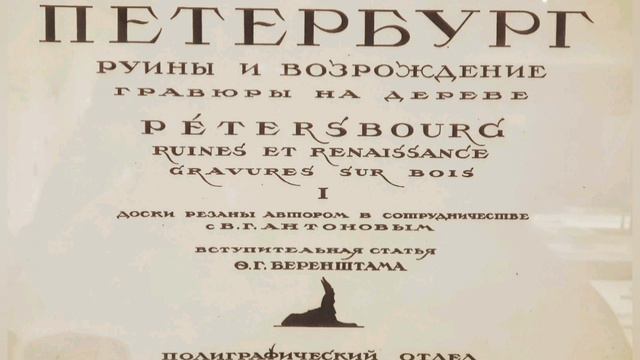 ПЕТЕРБУРГ
РУИНЫ И ВОЗРОЖДЕНИЕ
ГРАВЮРЫ НА ДЕРЕВЕ
PÉTERSBOURG
RUINES ET RENAISSANCE
GRAVURES SUR BOIS
I
ДОСКИ РЕЗАНЫ АВТОРОМ В СОТРУДНИЧЕСТВЕ
с В. Г. АНТОНОВЫМ
ВСТУПИТЕЛЬНАЯ СТАТЬЯ
Ѳ. Г. БЕРЕНШТАМА
ПОЛИГРАФИЧЕСКИЙ ОТДЕЛ